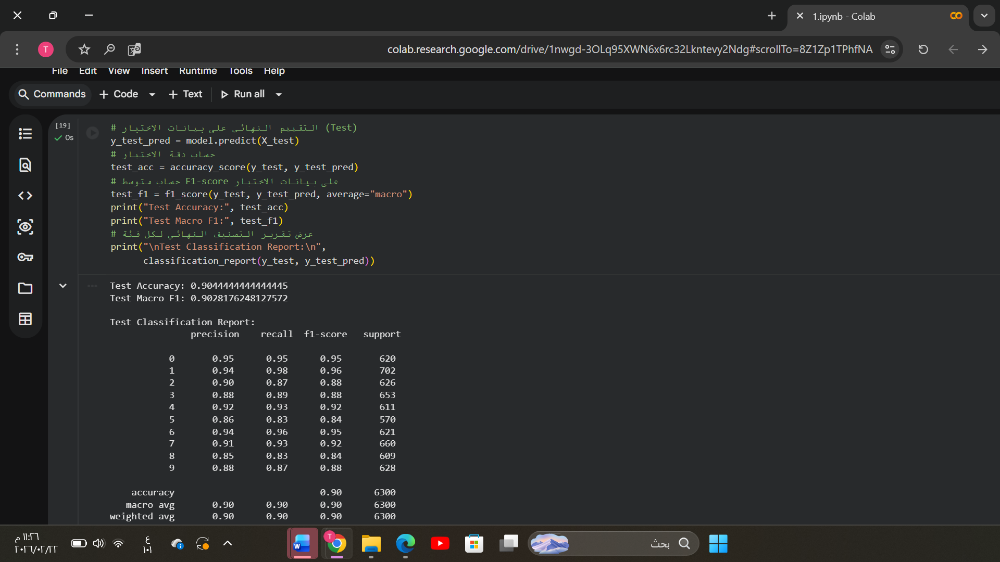 1.ipynb - Colab
T
colab.research.google.com/drive/1nwgd-3OLq95XWN6x6rc32Lkntevy2Ndg#scrollTo=8Z1Zp1TPhfNA
File Edit View Insert Runtime Tools Help
Commands + Code + Text Run all
[19]
0s
# التقييم النهائي على بيانات الاختبار (Test)
y_test_pred = model.predict(X_test)
# حساب دقة الاختبار
test_acc = accuracy_score(y_test, y_test_pred)
# حساب متوسط F1-score على بيانات الاختبار
test_f1 = f1_score(y_test, y_test_pred, average="macro")
print("Test Accuracy:", test_acc)
print("Test Macro F1:", test_f1)
# عرض تقرير التصنيف النهائي لكل فئة
print("\nTest Classification Report:\n",
classification_report(y_test, y_test_pred))
Test Accuracy: 0.9044444444444445
Test Macro F1: 0.9028176248127572
Test Classification Report:
precision recall f1-score support
0 0.95 0.95 0.95 620
1 0.94 0.98 0.96 702
2 0.90 0.87 0.88 626
3 0.88 0.89 0.88 653
4 0.92 0.93 0.92 611
5 0.86 0.83 0.84 570
6 0.94 0.96 0.95 621
7 0.91 0.93 0.92 660
8 0.85 0.83 0.84 609
9 0.88 0.87 0.88 628
accuracy 0.90 6300
macro avg 0.90 0.90 0.90 6300
weighted avg 0.90 0.90 0.90 6300
١١:٢٦ م
ع
١٠١
T
بحث